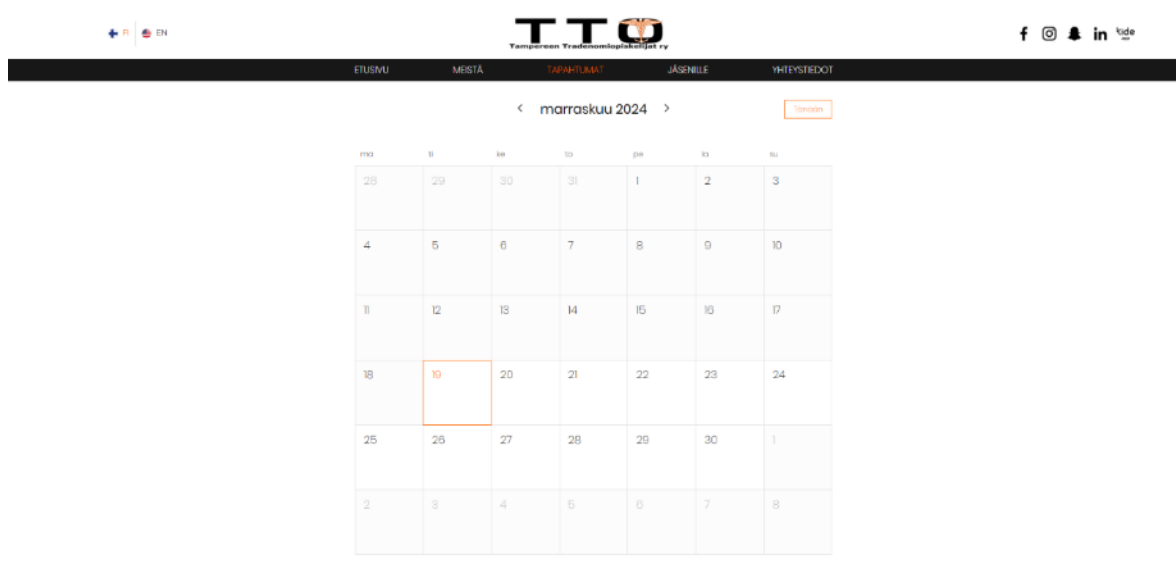 FI EN
TTO
Tampereen Tradenomiopiskelijat ry
kide
ETUSIVU MEISTÄ TAPAHTUMAT JÄSENILLE YHTEYSTIEDOT
< marraskuu 2024 >
Tänään
ma ti ke to pe la su
28 29 30 31 1 2 3
4 5 6 7 8 9 10
11 12 13 14 15 16 17
18 19 20 21 22 23 24
25 26 27 28 29 30 1
2 3 4 5 6 7 8